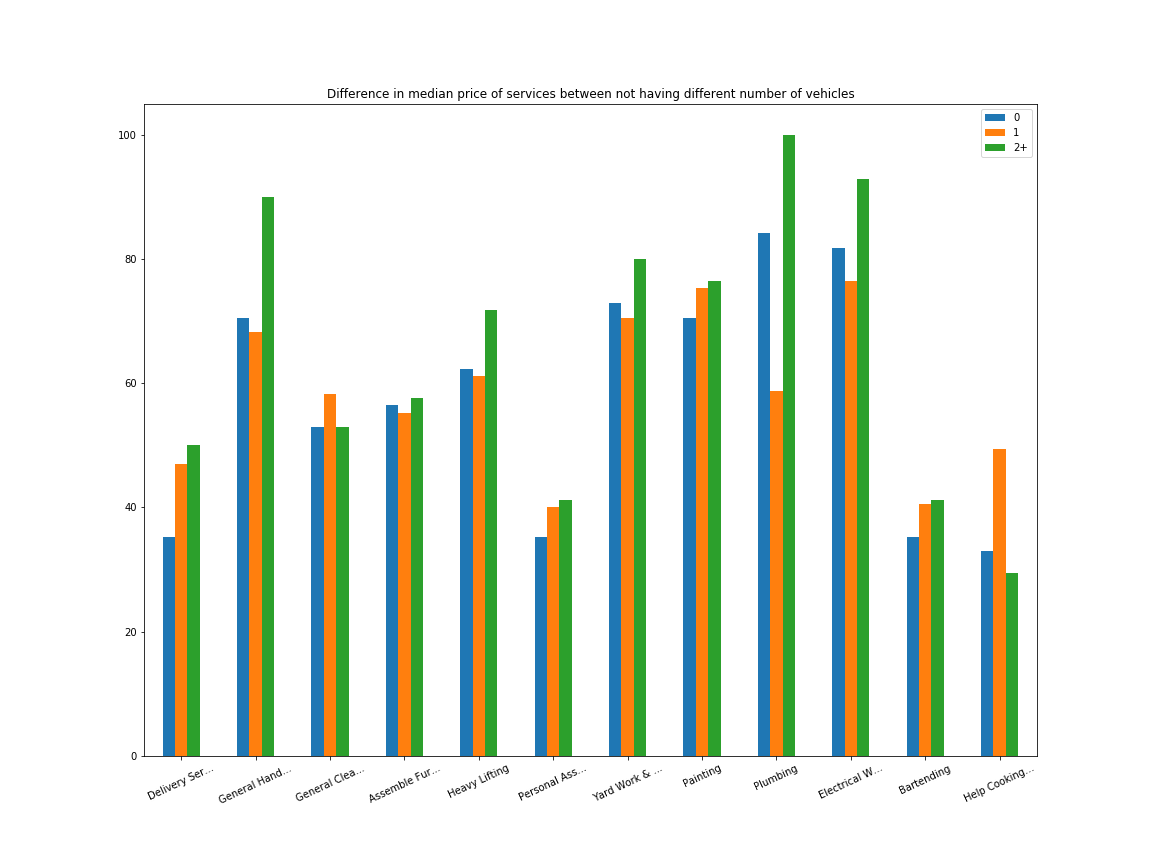 Difference in median price of services between not having different number of vehicles
0
1
2+
100
80
60
40
20
0
Delivery Ser...
General Hand...
General Clea...
Assemble Fur...
Heavy Lifting
Personal Ass...
Yard Work & ...
Painting
Plumbing
Electrical W...
Bartending
Help Cooking...